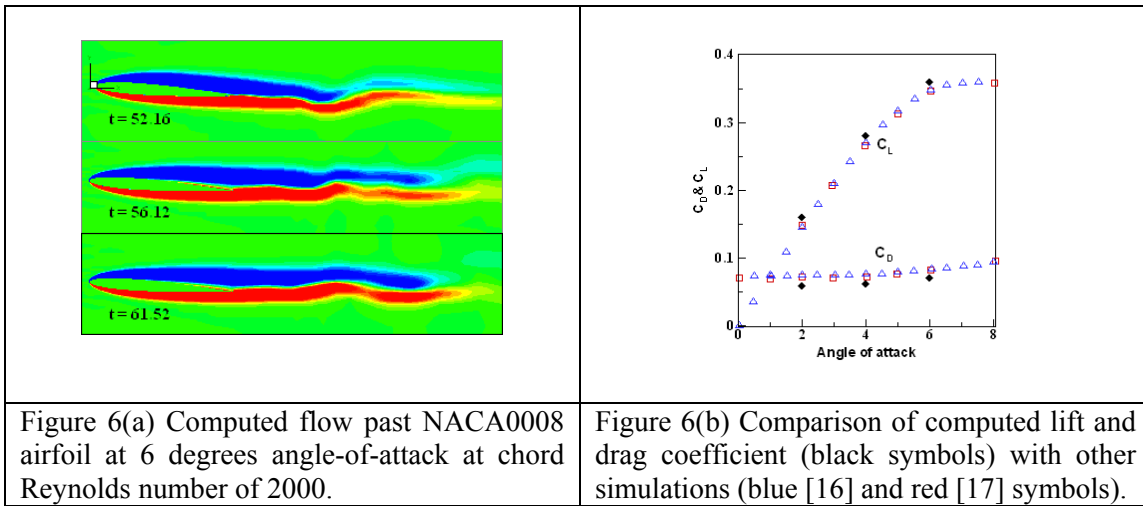 t = 52.16
t = 56.12
t = 61.52
0.4
0.3
0.2
0.1
0
C_D & C_L
C_L
C_D
0 2 4 6 8
Angle of attack
Figure 6(a) Computed flow past NACA0008
airfoil at 6 degrees angle-of-attack at chord
Reynolds number of 2000.
Figure 6(b) Comparison of computed lift and
drag coefficient (black symbols) with other
simulations (blue [16] and red [17] symbols).